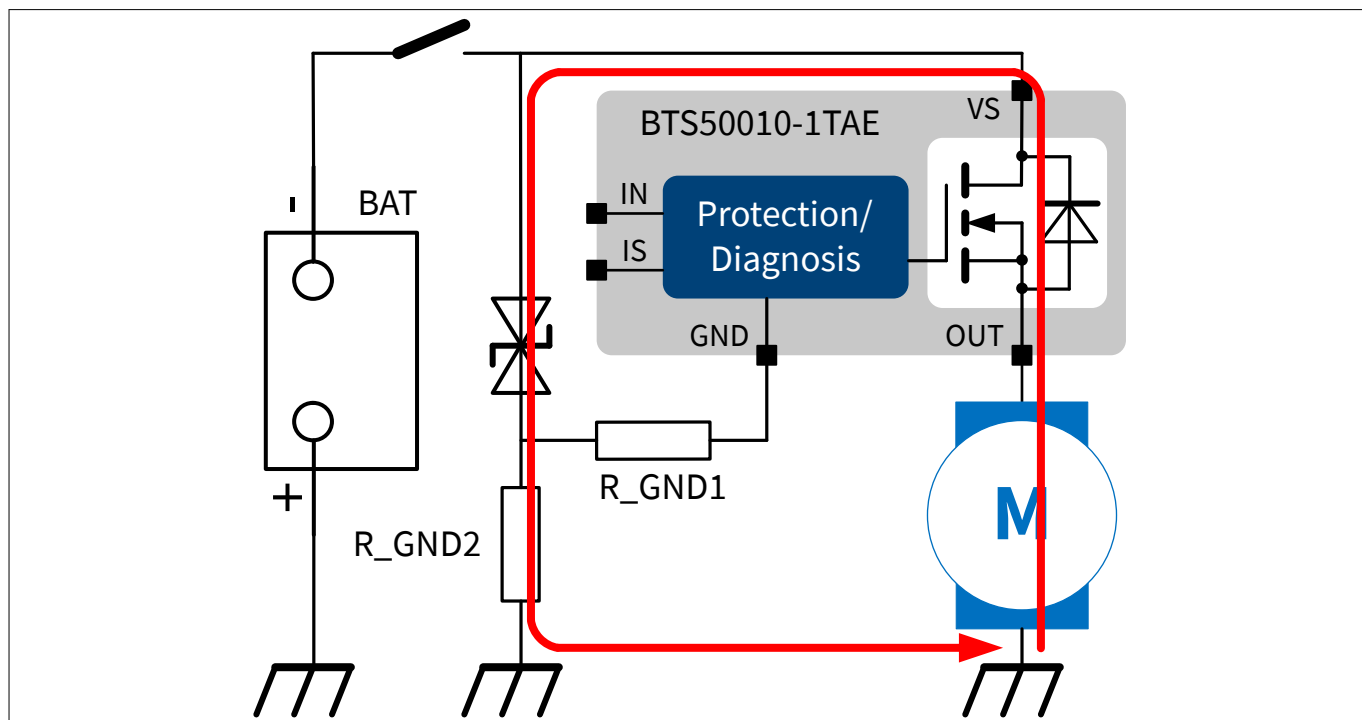 VS
BTS50010-1TAE
IN
- BAT
Protection/
Diagnosis
IS
GND
OUT
R_GND1
+
M
R_GND2